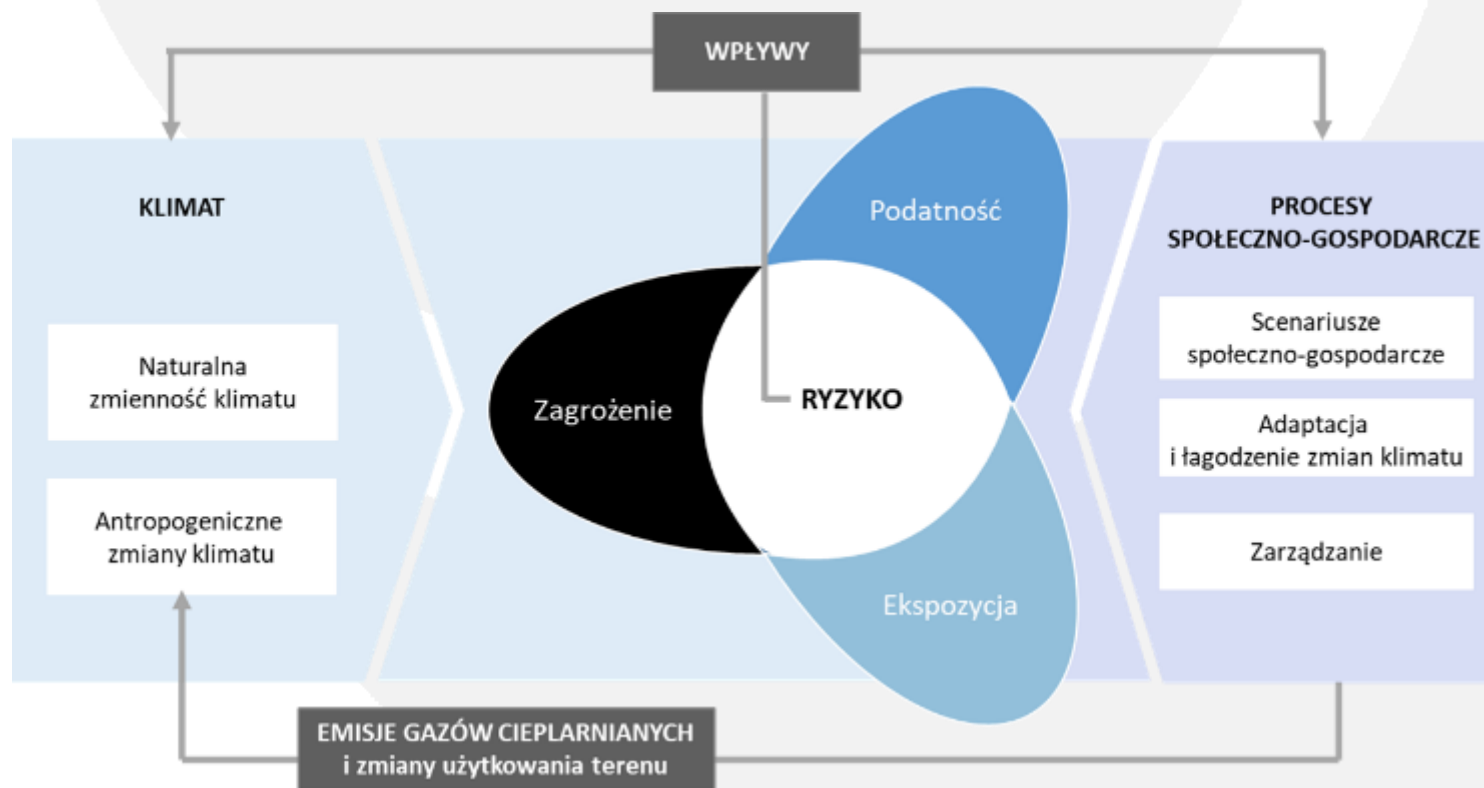 WPŁYWY
KLIMAT
Naturalna
zmienność klimatu
Antropogeniczne
zmiany klimatu
Zagrożenie
RYZYKO
Podatność
Ekspozycja
PROCESY
SPOŁECZNO-GOSPODARCZE
Scenariusze
społeczno-gospodarcze
Adaptacja
i łagodzenie zmian klimatu
Zarządzanie
EMISJE GAZÓW CIEPLARNIANYCH
i zmiany użytkowania terenu